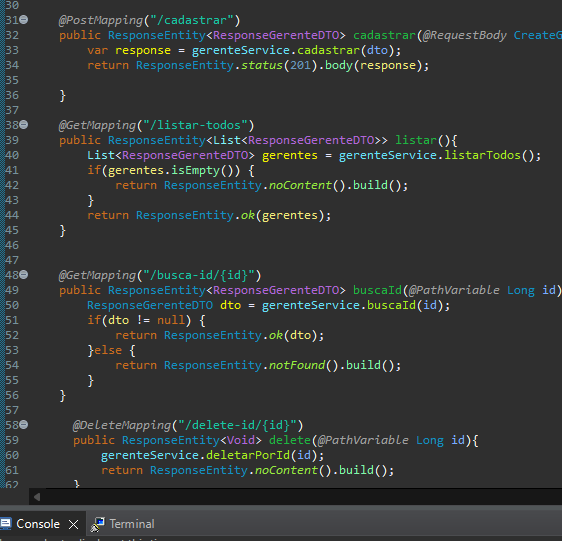 30
31 @PostMapping("/cadastrar")
32 public ResponseEntity<ResponseGerenteDTO> cadastrar(@RequestBody CreateG
33 var response = gerenteService.cadastrar(dto);
34 return ResponseEntity.status(201).body(response);
35
36 }
37
38 @GetMapping("/listar-todos")
39 public ResponseEntity<List<ResponseGerenteDTO>> listar(){
40 List<ResponseGerenteDTO> gerentes = gerenteService.listarTodos();
41 if(gerentes.isEmpty()) {
42 return ResponseEntity.noContent().build();
43 }
44 return ResponseEntity.ok(gerentes);
45 }
46
47
48 @GetMapping("/busca-id/{id}")
49 public ResponseEntity<ResponseGerenteDTO> buscaId(@PathVariable Long id)
50 ResponseGerenteDTO dto = gerenteService.buscaId(id);
51 if(dto != null) {
52 return ResponseEntity.ok(dto);
53 }else {
54 return ResponseEntity.notFound().build();
55 }
56 }
57
58 @DeleteMapping("/delete-id/{id}")
59 public ResponseEntity<Void> delete(@PathVariable Long id){
60 gerenteService.deletarPorId(id);
61 return ResponseEntity.noContent().build();
62 }
Console Terminal